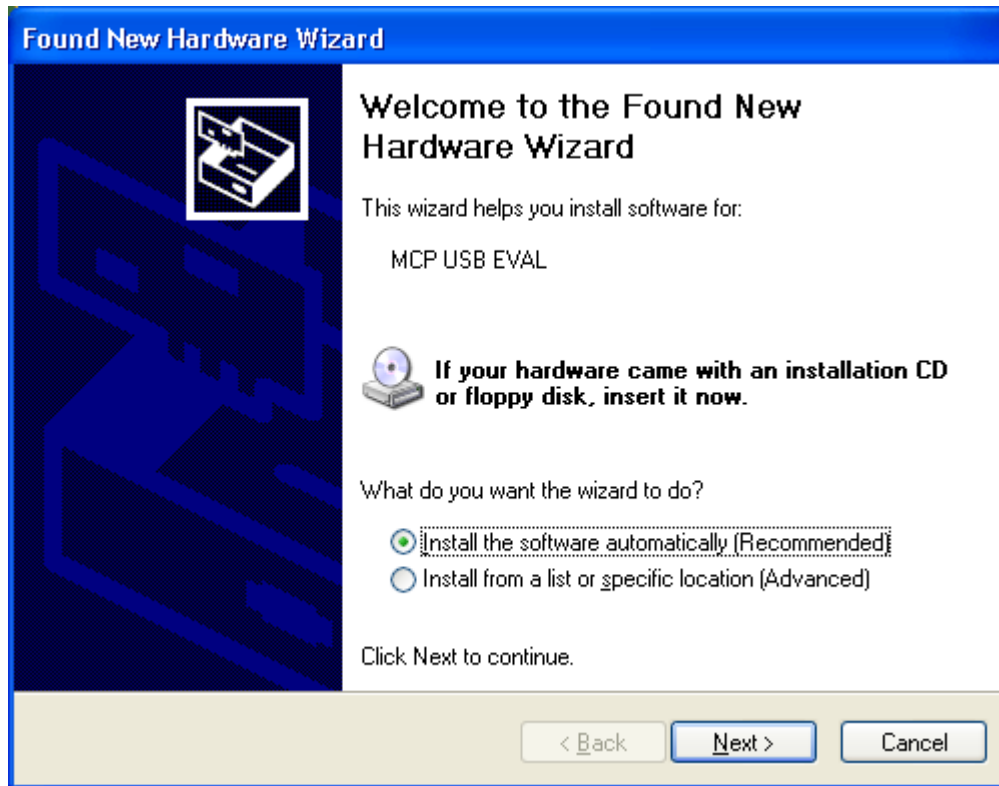 Found New Hardware Wizard
Welcome to the Found New
Hardware Wizard
This wizard helps you install software for:
MCP USB EVAL
If your hardware came with an installation CD
or floppy disk, insert it now.
What do you want the wizard to do?
Install the software automatically (Recommended)
Install from a list or specific location (Advanced)
Click Next to continue.
< Back Next > Cancel